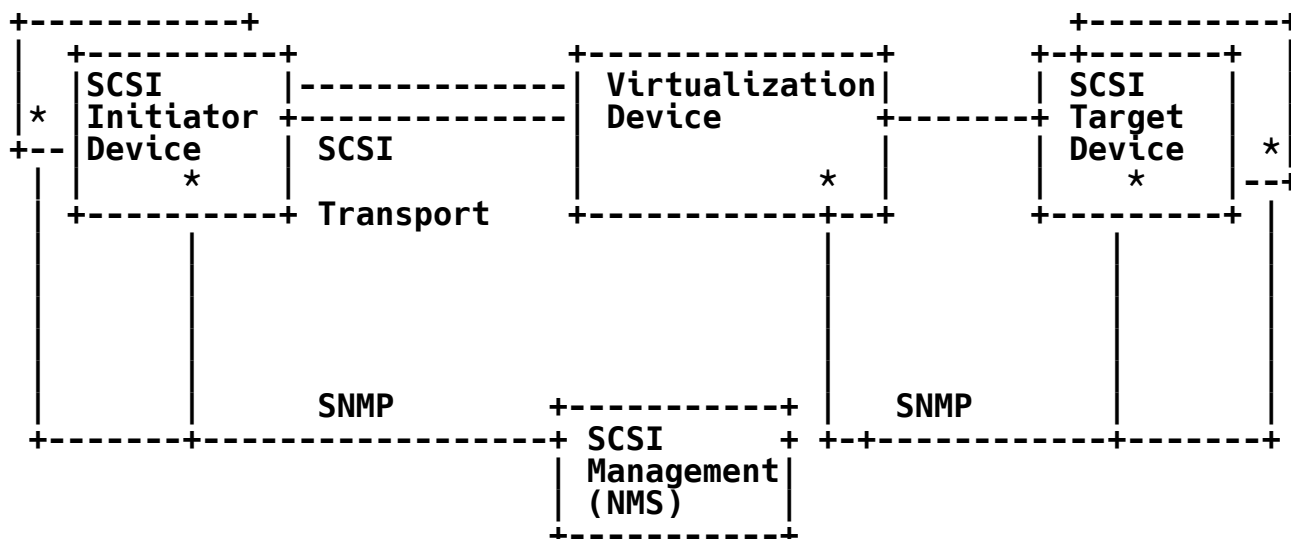 SCSI
Initiator
Device
*
*
SCSI
Transport
Virtualization
Device
*
SCSI
Target
Device
*
*
SNMP
SCSI
Management
(NMS)
SNMP